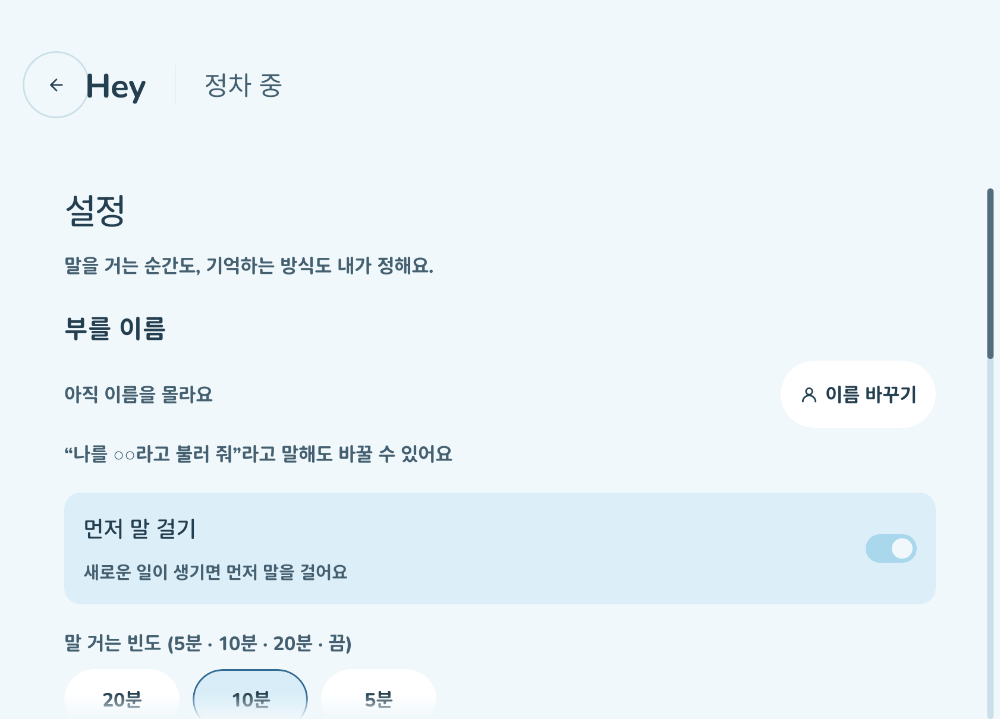 Hey
정차 중
설정
말을 거는 순간도, 기억하는 방식도 내가 정해요.
부를 이름
아직 이름을 몰라요
이름 바꾸기
“나를 ○○라고 불러 줘”라고 말해도 바꿀 수 있어요
먼저 말 걸기
새로운 일이 생기면 먼저 말을 걸어요
말 거는 빈도 (5분 · 10분 · 20분 · 끔)
20분
10분
5분